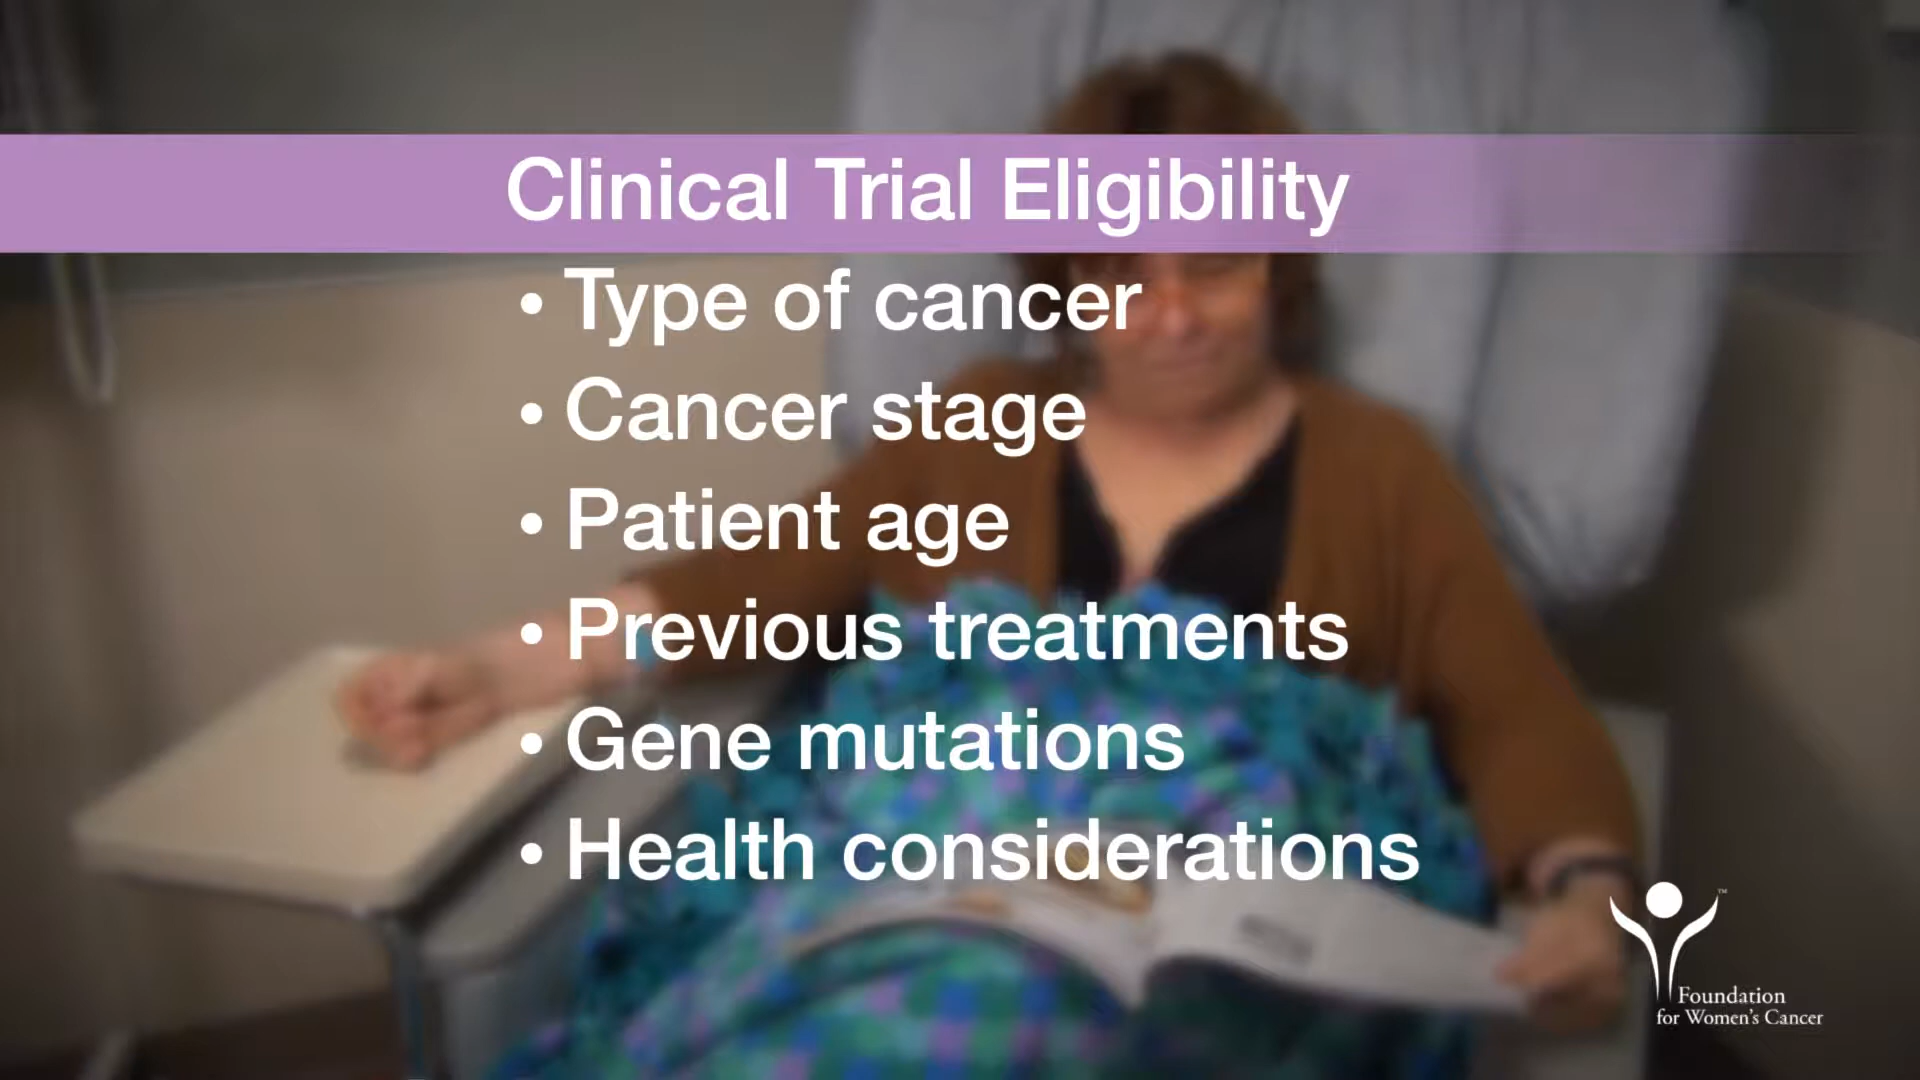 Clinical Trial Eligibility
• Type of cancer
• Cancer stage
• Patient age
• Previous treatments
• Gene mutations
• Health considerations
™
Foundation
for Women's Cancer